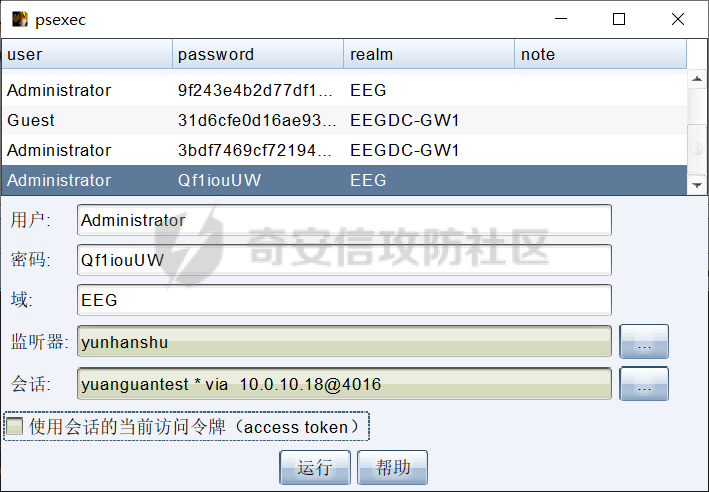 psexec
user password realm note
Administrator 9f243e4b2d77df1... EEG
Guest 31d6cfe0d16ae93... EEGDC-GW1
Administrator 3bdf7469cf72194... EEGDC-GW1
Administrator Qf1iouUW EEG
用户: Administrator
密码: Qf1iouUW
奇安信攻防社区
域: EEG
监听器: yunhanshu ...
会话: yuanguantest * via 10.0.10.18@4016 ...
使用会话的当前访问令牌（access token）
运行 帮助